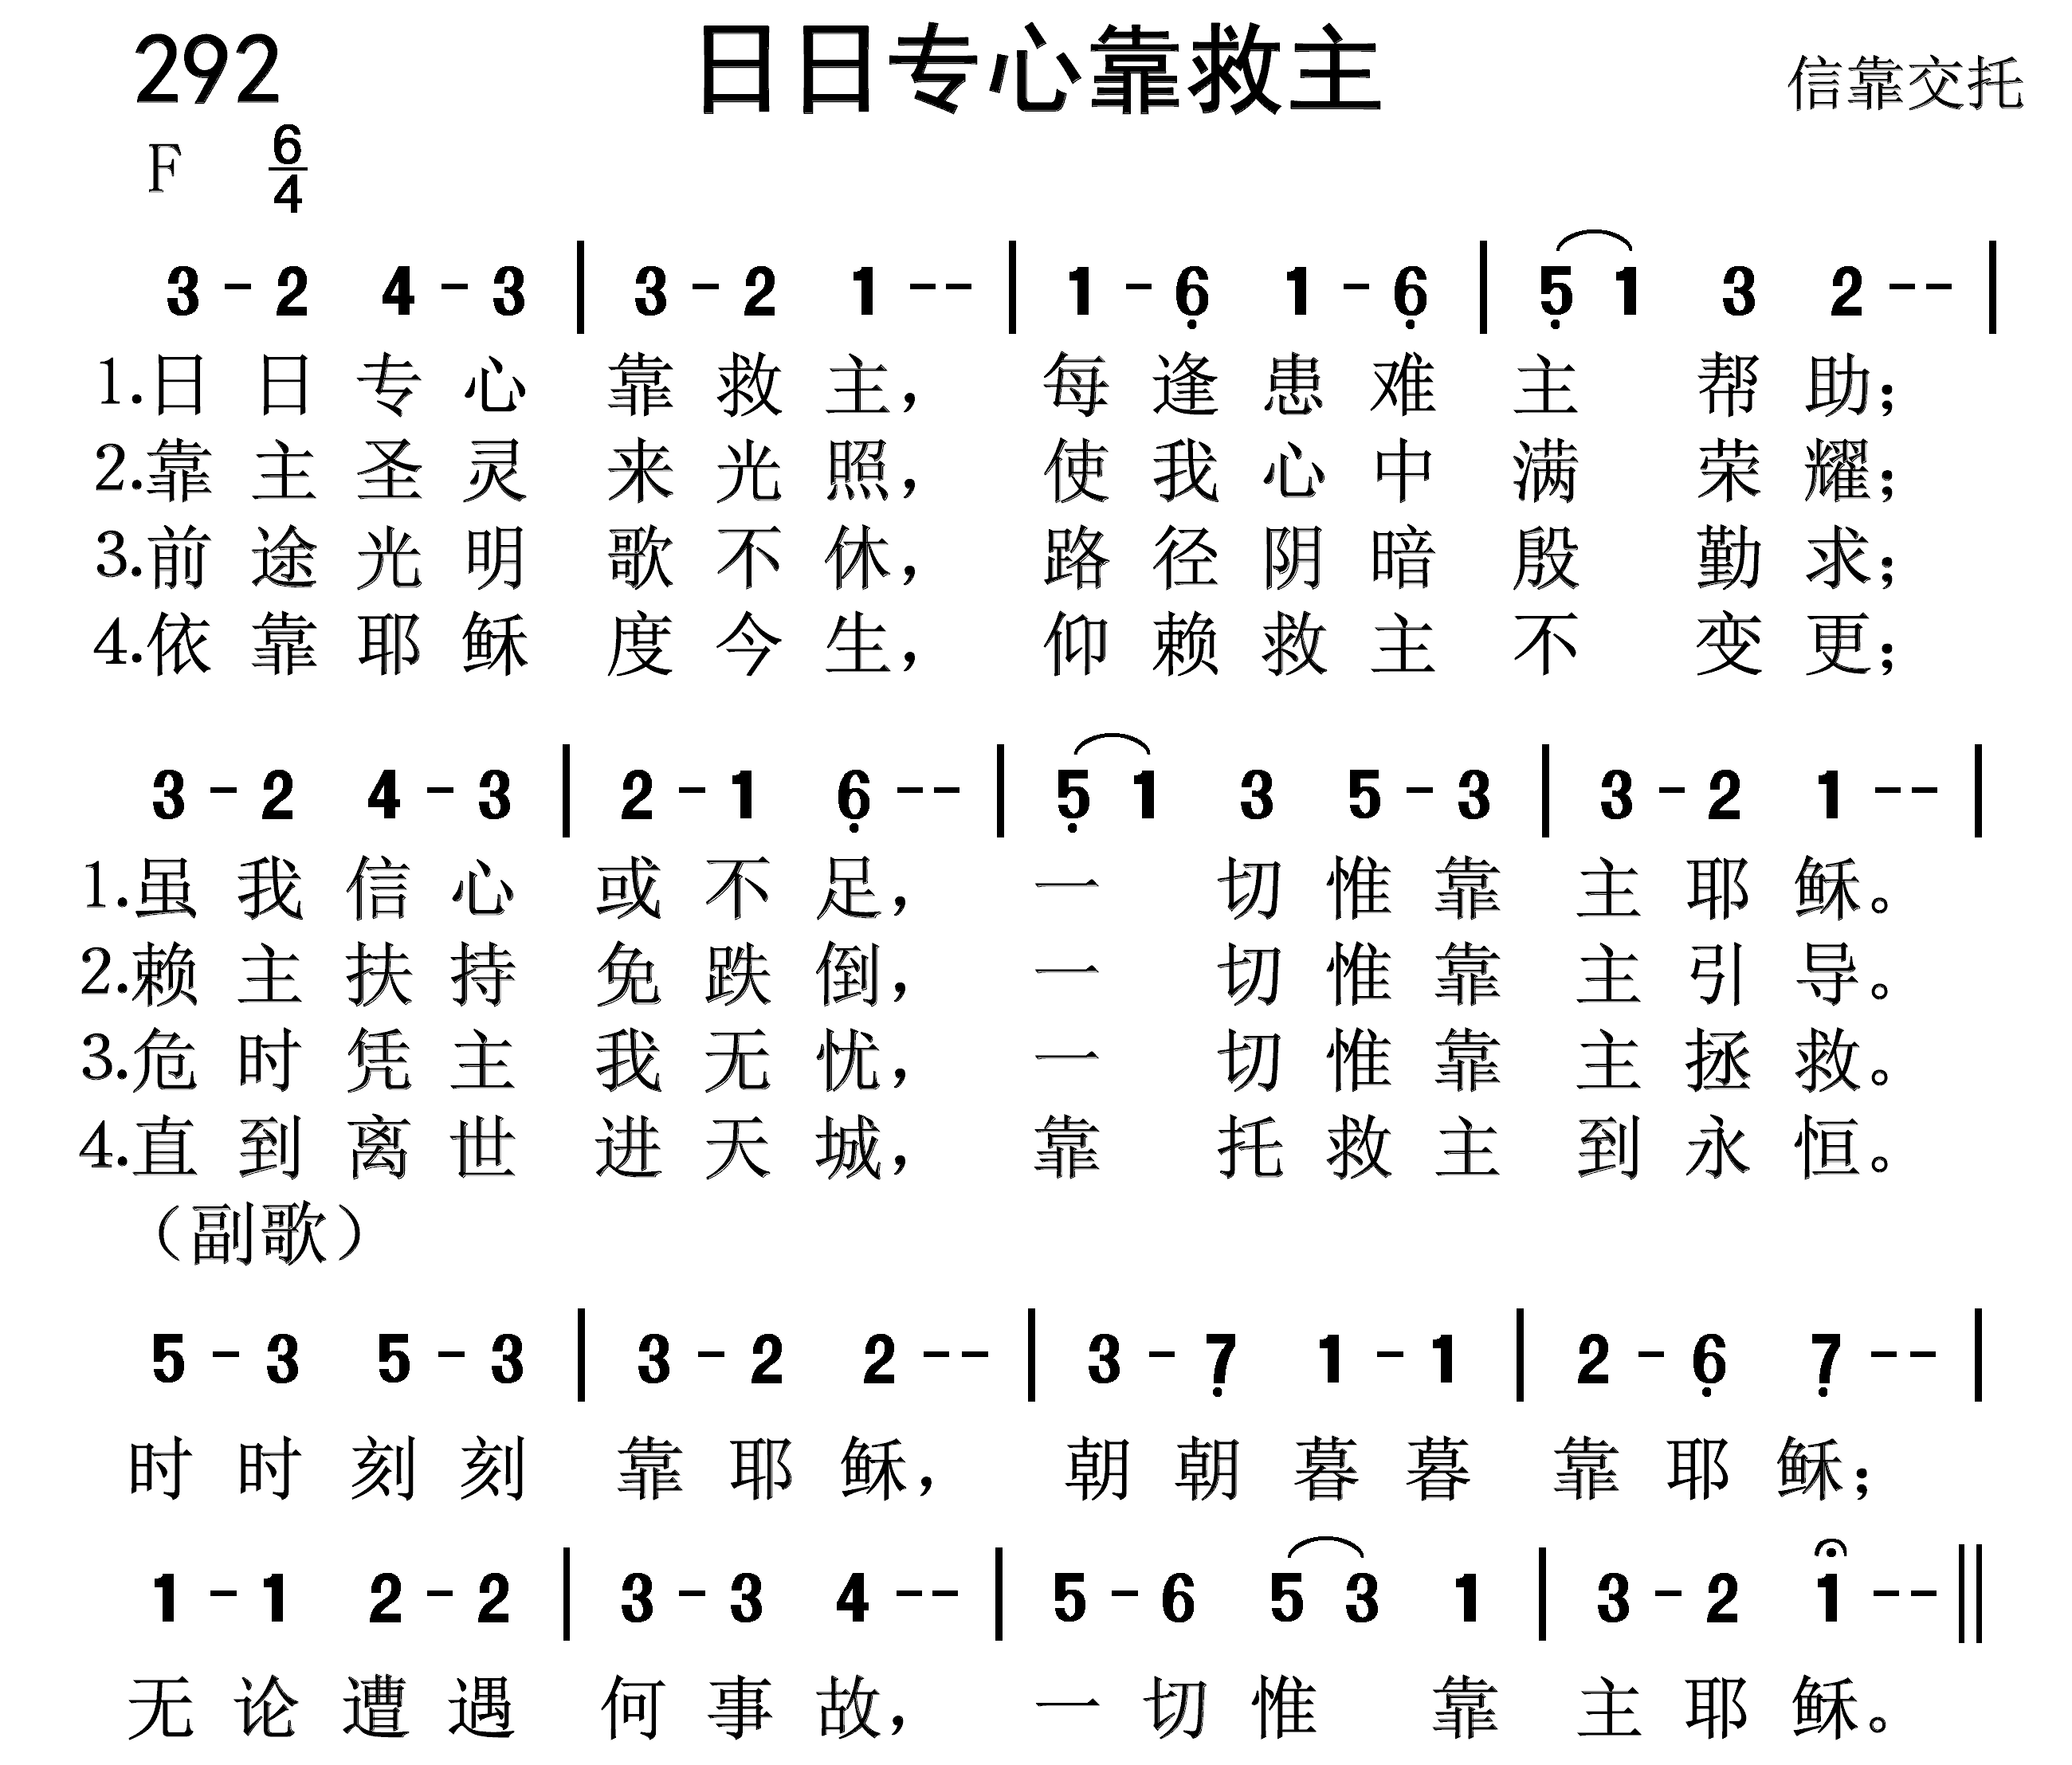 292 日日专心靠救主 信靠交托
F 6/4
3 - 2 4 - 3 | 3 - 2 1 - - | 1 - 6̣ 1 - 6̣ | 5̣ 1 3 2 - - |
1.日日专心靠救主，每逢患难主帮助；
2.靠主圣灵来光照，使我心中满荣耀；
3.前途光明歌不休，路径阴暗殷勤求；
4.依靠耶稣度今生，仰赖救主不变更；
3 - 2 4 - 3 | 2 - 1 6̣ - - | 5̣ 1 3 5 - 3 | 3 - 2 1 - - |
1.虽我信心或不足，一切惟靠主耶稣。
2.赖主扶持免跌倒，一切惟靠主引导。
3.危时凭主我无忧，一切惟靠主拯救。
4.直到离世进天城，靠托救主到永恒。
（副歌）
5 - 3 5 - 3 | 3 - 2 2 - - | 3 - 7̣ 1 - 1 | 2 - 6̣ 7̣ - - |
时时刻刻靠耶稣，朝朝暮暮靠耶稣；
1 - 1 2 - 2 | 3 - 3 4 - - | 5 - 6 5 3 1 | 3 - 2 1 - - ‖
无论遭遇何事故，一切惟靠主耶稣。